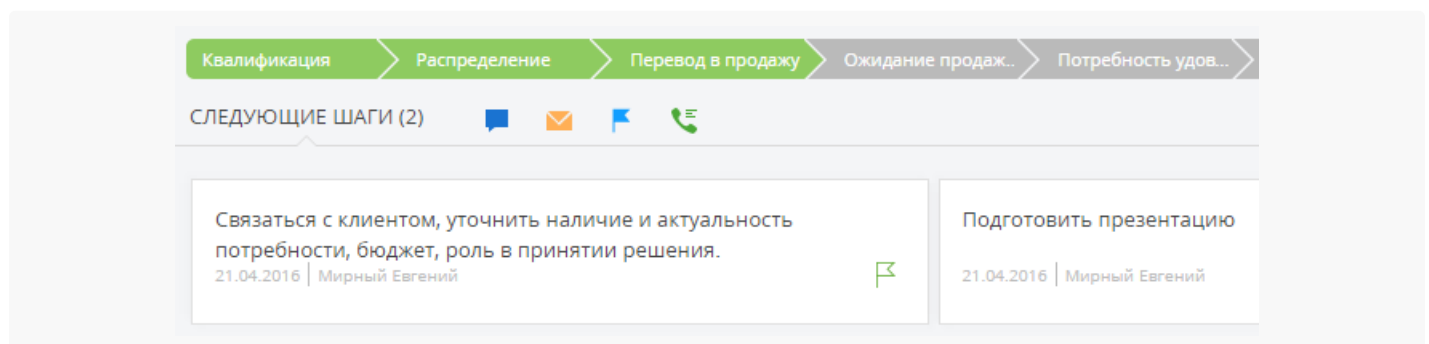 Квалификация Распределение Перевод в продажу Ожидание продаж.. Потребность удов...
СЛЕДУЮЩИЕ ШАГИ (2)
Связаться с клиентом, уточнить наличие и актуальность
потребности, бюджет, роль в принятии решения.
21.04.2016 | Мирный Евгений
Подготовить презентацию
21.04.2016 | Мирный Евгений